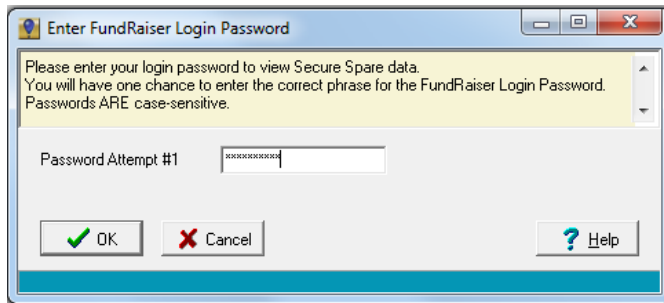 Enter FundRaiser Login Password
Please enter your login password to view Secure Spare data.
You will have one chance to enter the correct phrase for the FundRaiser Login Password.
Passwords ARE case-sensitive.
Password Attempt #1 **********
OK Cancel Help